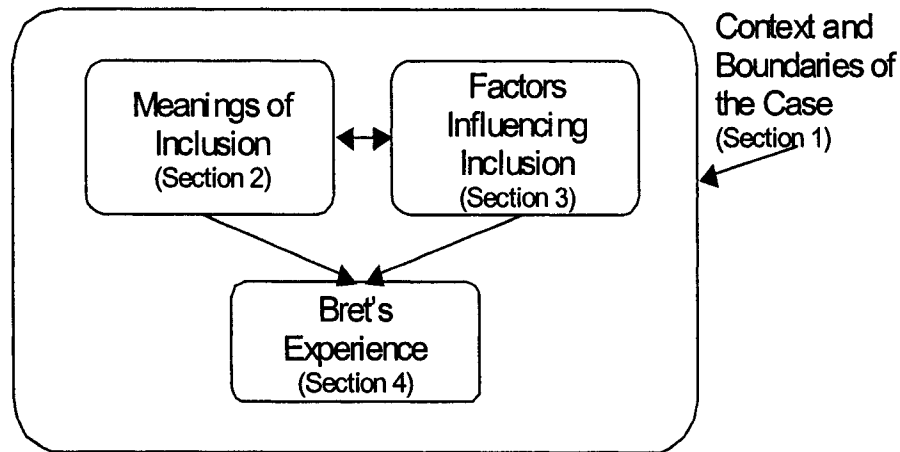 Context and
Boundaries of
the Case
(Section 1)
Meanings of
Inclusion
(Section 2)
Factors
Influencing
Inclusion
(Section 3)
Bret's
Experience
(Section 4)